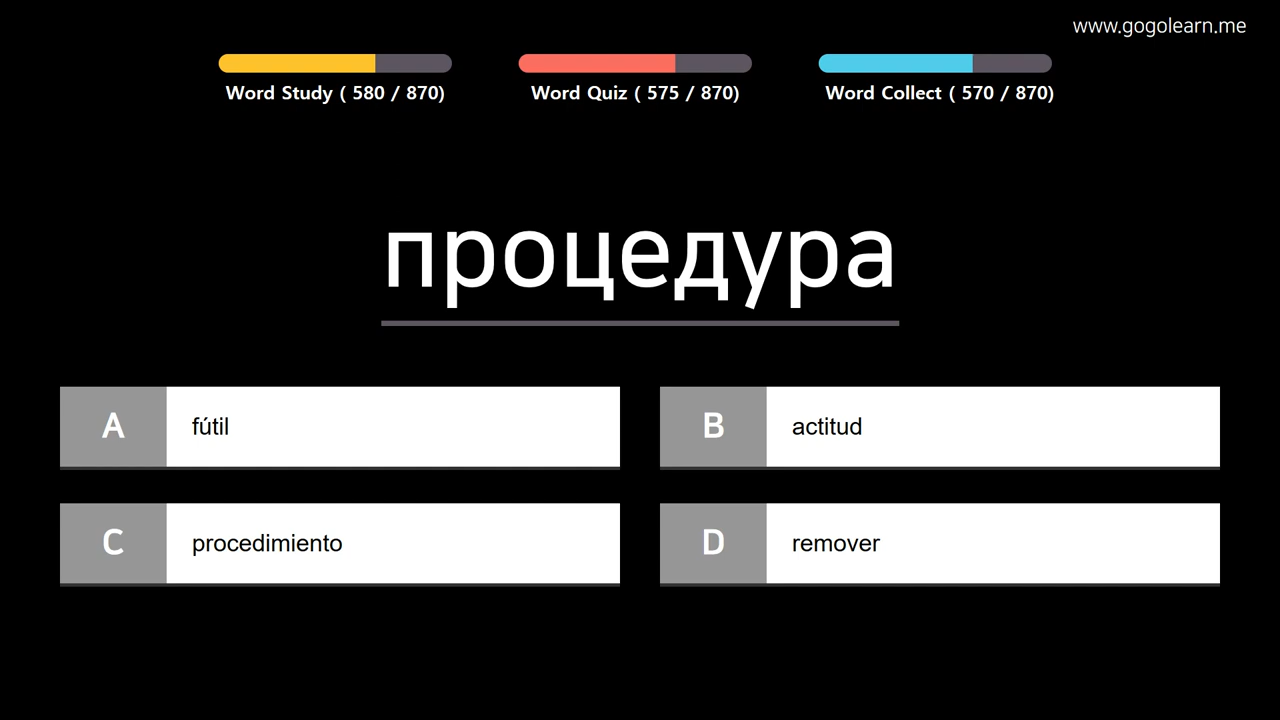 www.gogolearn.me
Word Study ( 580 / 870)
Word Quiz ( 575 / 870)
Word Collect ( 570 / 870)
процедура
A fútil
B actitud
C procedimiento
D remover